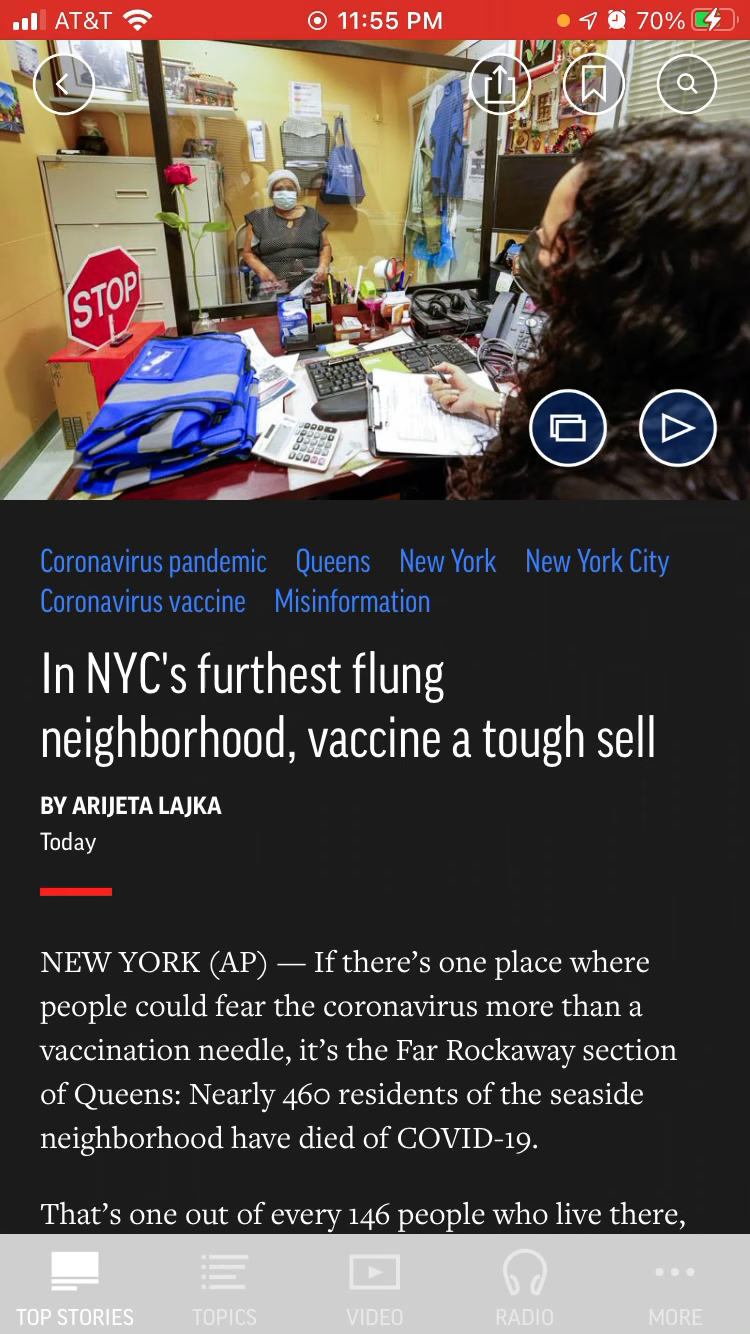 AT&T 11:55 PM 70%
STOP
Coronavirus pandemic Queens New York New York City
Coronavirus vaccine Misinformation
In NYC's furthest flung
neighborhood, vaccine a tough sell
BY ARIJETA LAJKA
Today
NEW YORK (AP) — If there’s one place where
people could fear the coronavirus more than a
vaccination needle, it’s the Far Rockaway section
of Queens: Nearly 460 residents of the seaside
neighborhood have died of COVID-19.
That’s one out of every 146 people who live there,
TOP STORIES TOPICS VIDEO RADIO MORE